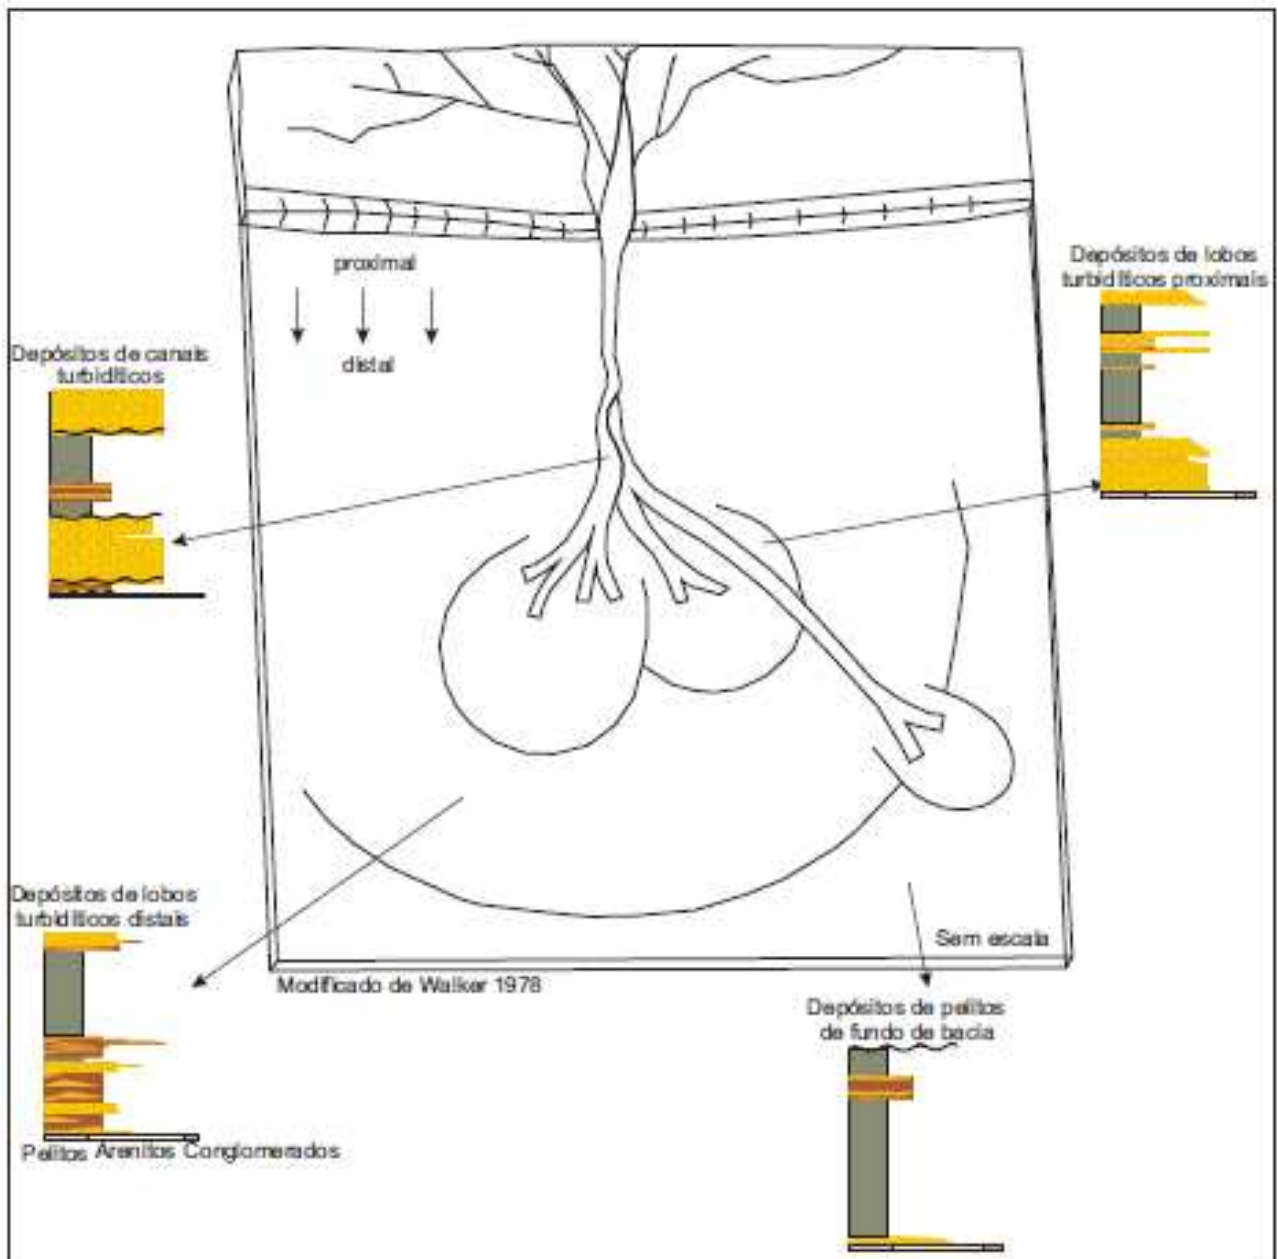 proximal
distal
Depósitos de lobos
turbidíticos proximais
Depósitos de canais
turbidíticos
Depósitos de lobos
turbidíticos distais
Pelitos Arenitos Conglomerados
Sem escala
Modificado de Walker 1978
Depósitos de pelitos
de fundo de bacia